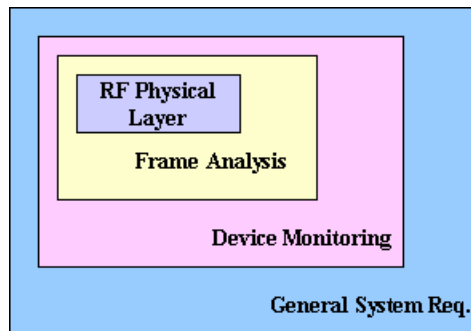 RF Physical
Layer
Frame Analysis
Device Monitoring
General System Req.